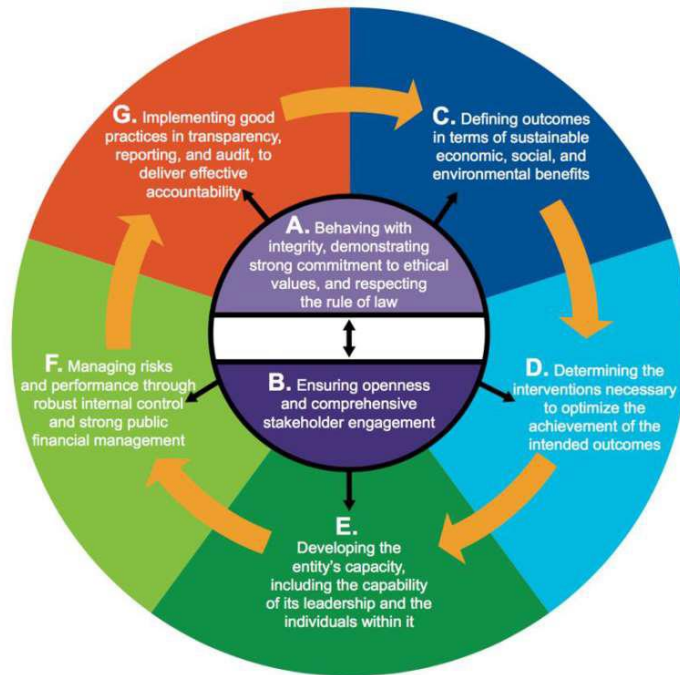 G. Implementing good
practices in transparency,
reporting, and audit, to
deliver effective
accountability
C. Defining outcomes
in terms of sustainable
economic, social, and
environmental benefits
A. Behaving with
integrity, demonstrating
strong commitment to ethical
values, and respecting
the rule of law
B. Ensuring openness
and comprehensive
stakeholder engagement
D. Determining the
interventions necessary
to optimize the
achievement of the
intended outcomes
E.
Developing the
entity's capacity,
including the capability
of its leadership and the
individuals within it
F. Managing risks
and performance through
robust internal control
and strong public
financial management